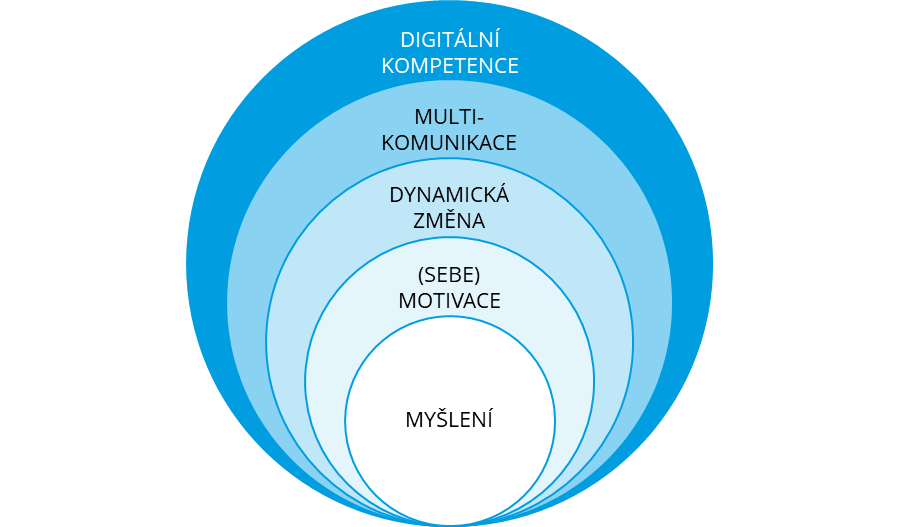 DIGITÁLNÍ
KOMPETENCE
MULTI-
KOMUNIKACE
DYNAMICKÁ
ZMĚNA
(SEBE)
MOTIVACE
MYŠLENÍ